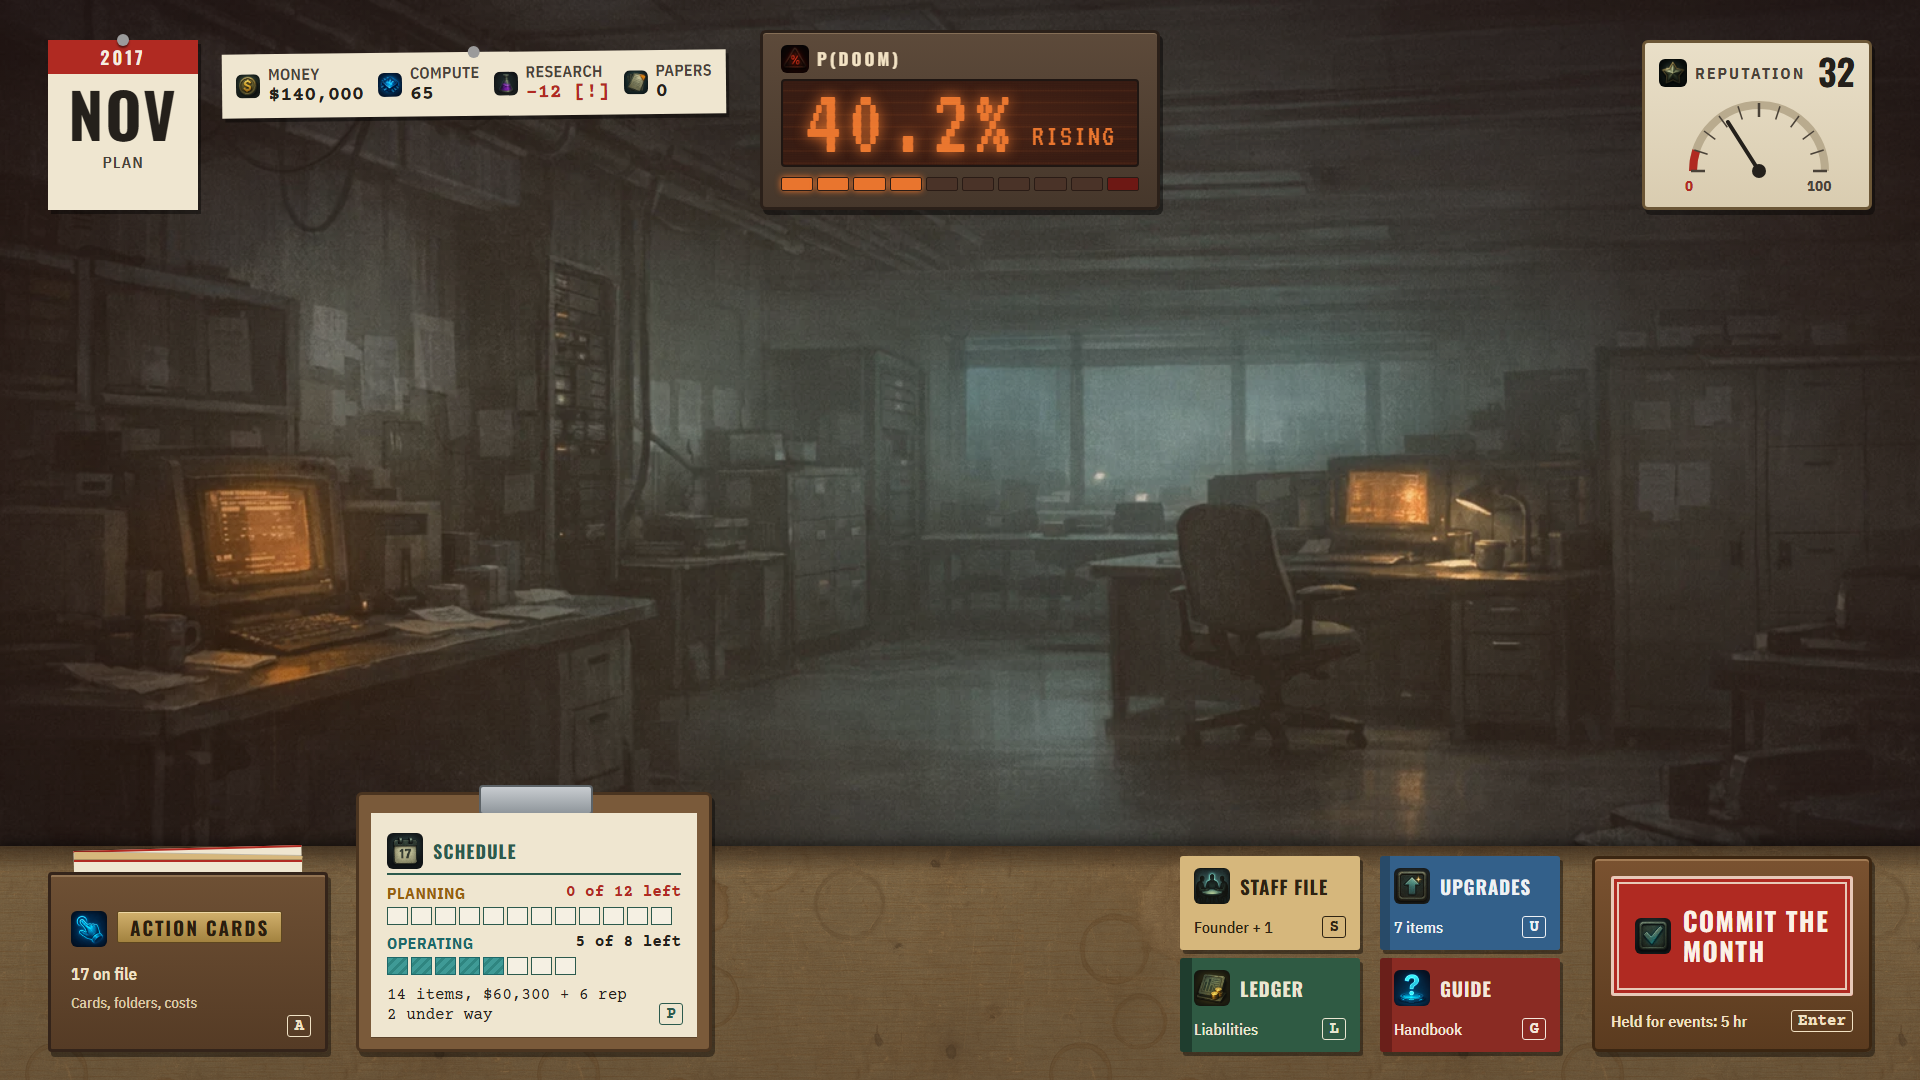 2017
NOV
PLAN
MONEY
$140,000
COMPUTE
65
RESEARCH
-12 [!]
PAPERS
0
% P(DOOM)
40.2% RISING
REPUTATION 32
0 100
ACTION CARDS
17 on file
Cards, folders, costs
A
17 SCHEDULE
PLANNING 0 of 12 left
OPERATING 5 of 8 left
14 items, $60,300 + 6 rep
2 under way
P
STAFF FILE
Founder + 1 S
UPGRADES
7 items U
LEDGER
Liabilities L
? GUIDE
Handbook G
COMMIT THE
MONTH
Held for events: 5 hr Enter